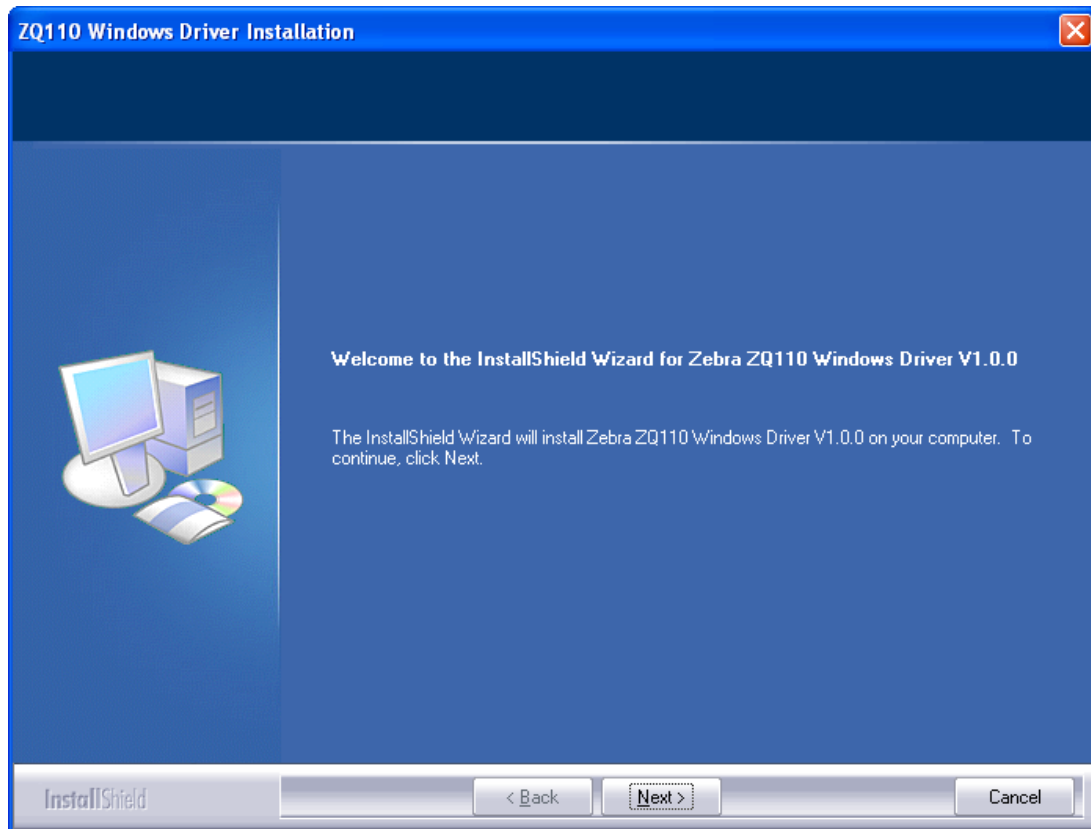 ZQ110 Windows Driver Installation
Welcome to the InstallShield Wizard for Zebra ZQ110 Windows Driver V1.0.0
The InstallShield Wizard will install Zebra ZQ110 Windows Driver V1.0.0 on your computer. To
continue, click Next.
InstallShield
< Back
Next >
Cancel